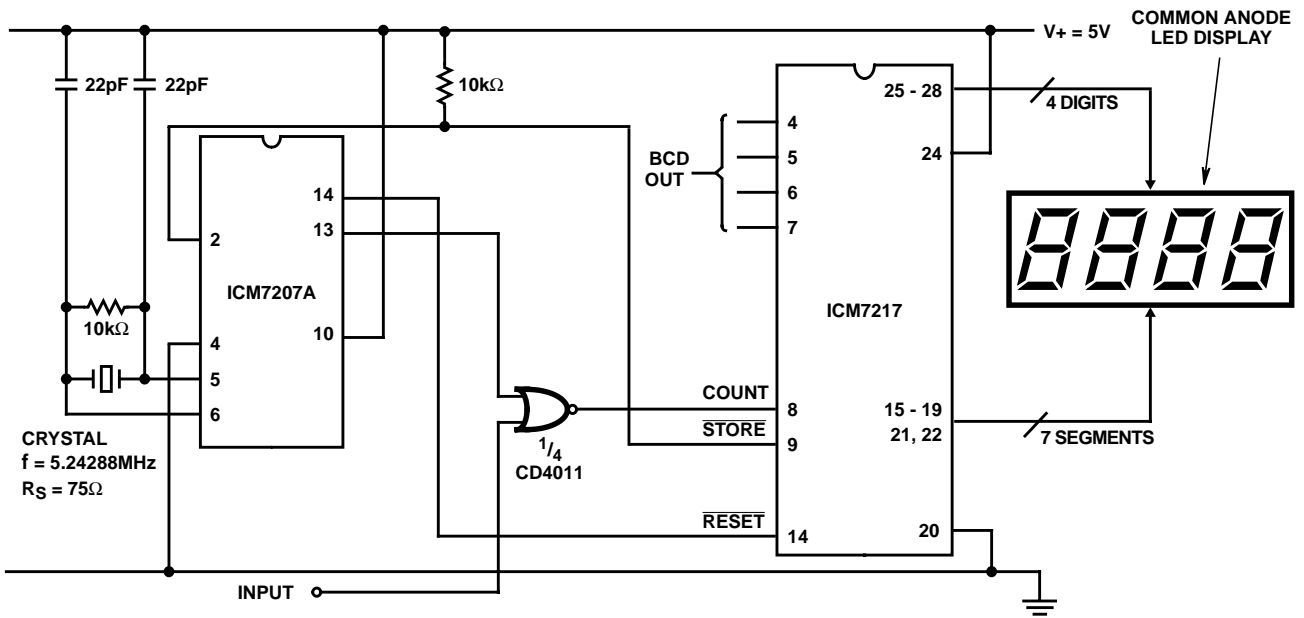 COMMON ANODE
LED DISPLAY
V+ = 5V
22pF
22pF
10kΩ
25 - 28
4 DIGITS
4
5
6
7
24
BCD
OUT
14
13
2
ICM7207A
ICM7217
10kΩ
10
4
5
6
COUNT
8
15 - 19
21, 22
STORE
9
7 SEGMENTS
1/4
CD4011
CRYSTAL
f = 5.24288MHz
RS = 75Ω
RESET
14
20
INPUT